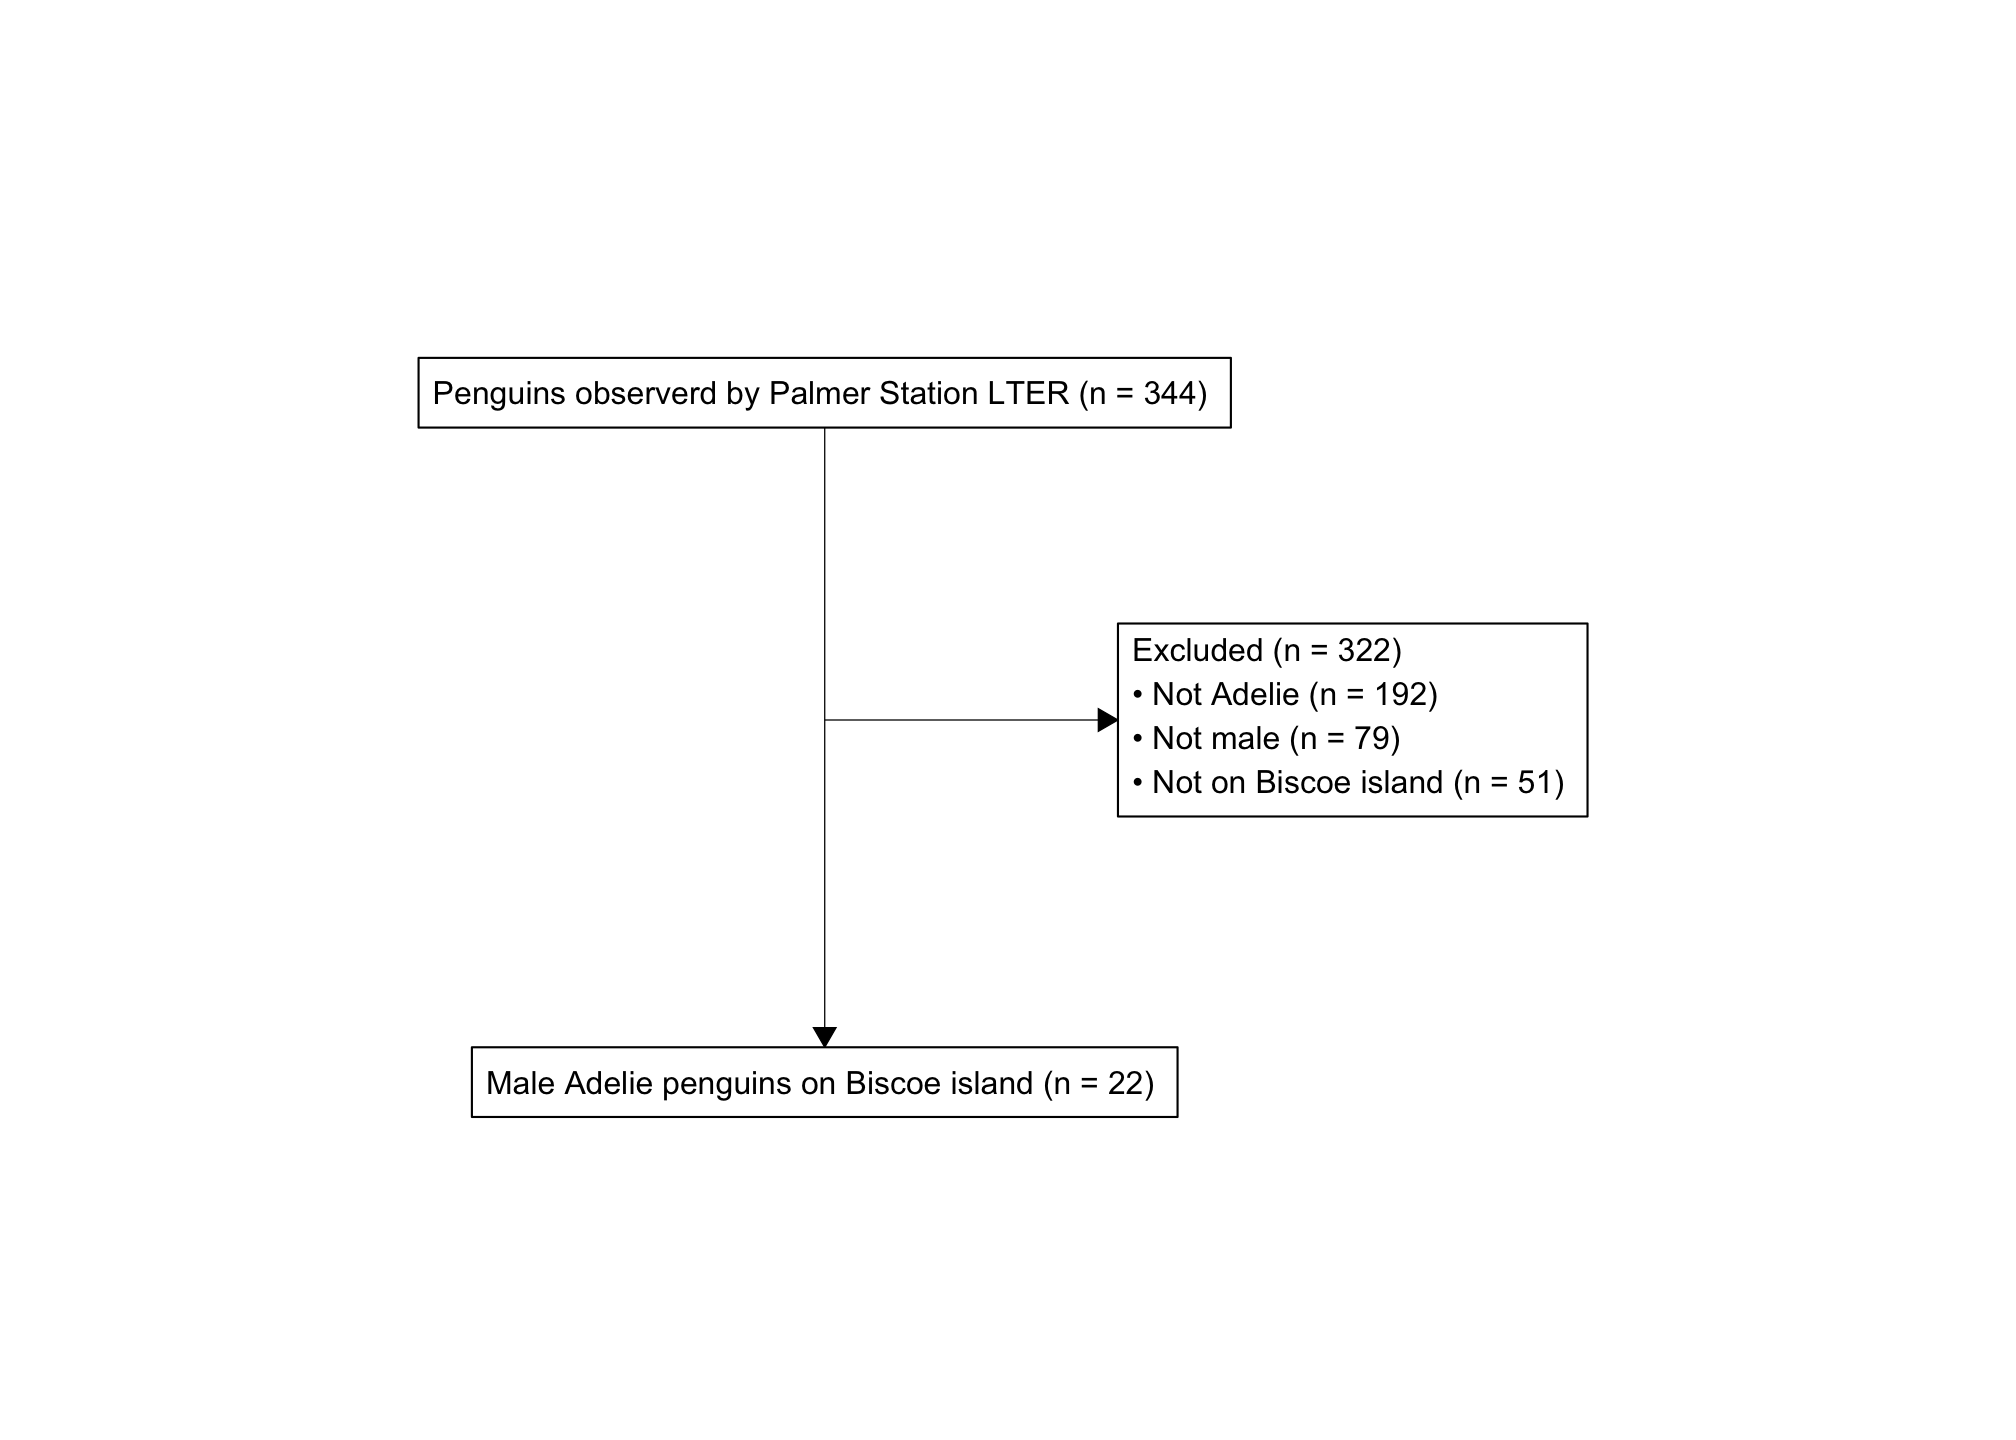 Penguins observerd by Palmer Station LTER (n = 344)
Excluded (n = 322)
• Not Adelie (n = 192)
• Not male (n = 79)
• Not on Biscoe island (n = 51)
Male Adelie penguins on Biscoe island (n = 22)